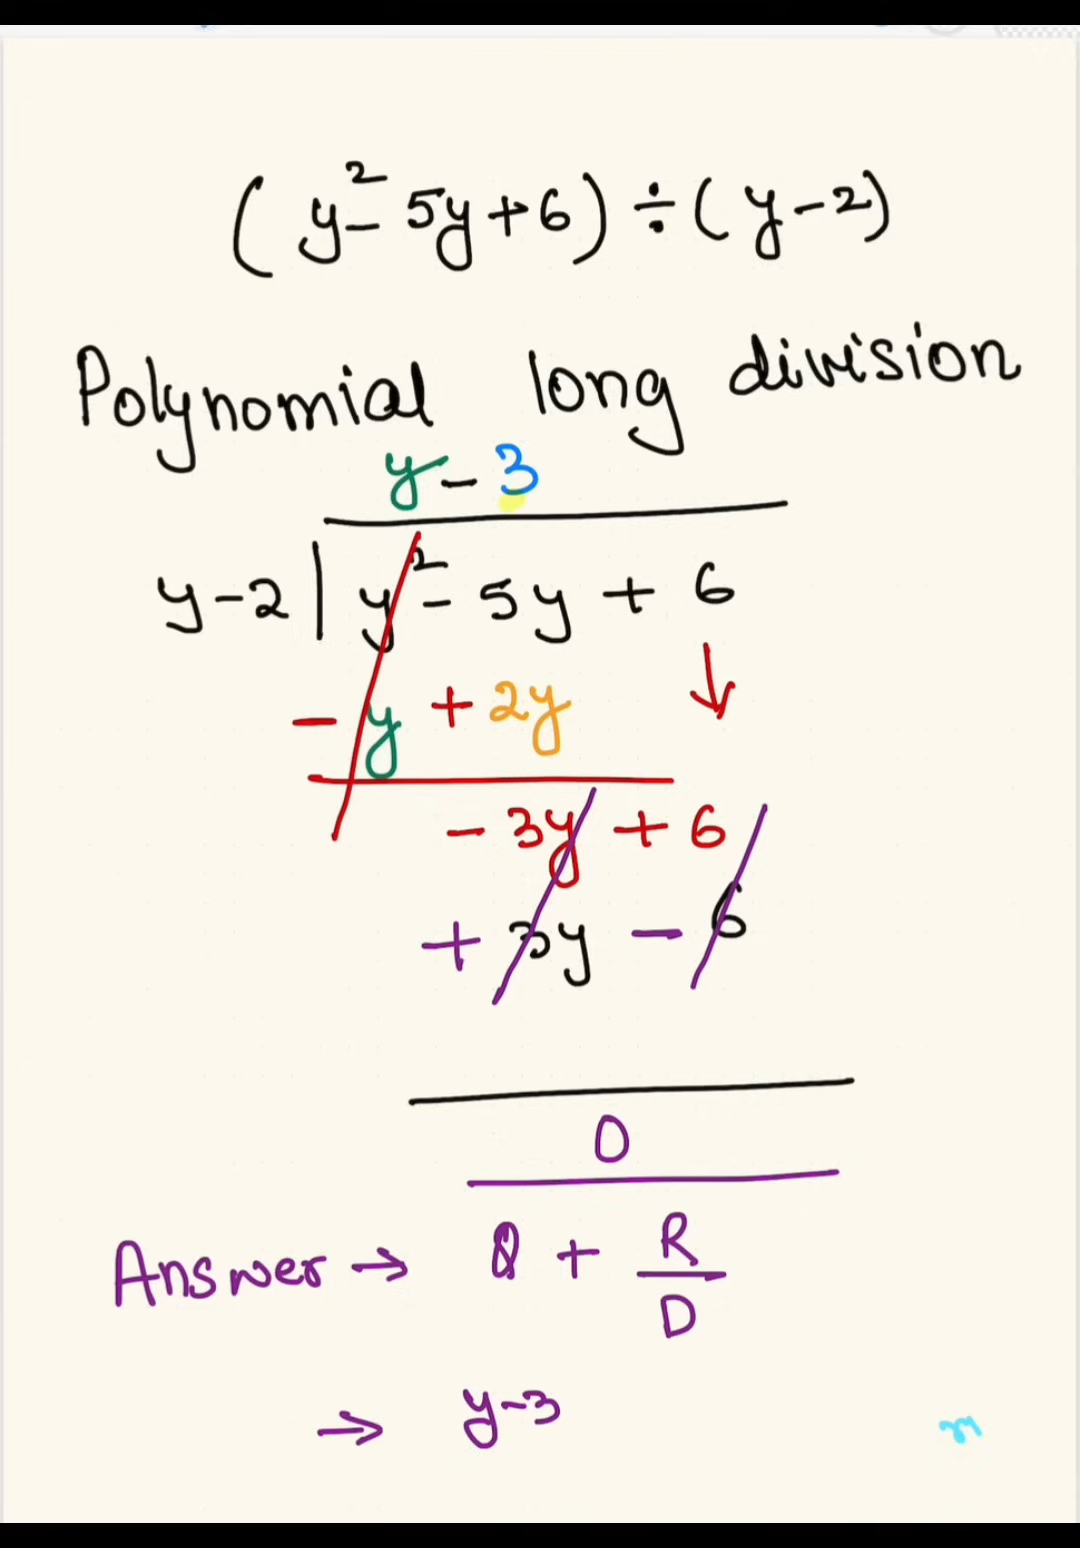 (y² - 5y + 6) ÷ (y - 2)
Polynomial long division
y - 3
y - 2 | y² - 5y + 6
- y + 2y ↓
- 3y + 6
+ 3y - 6
0
Answer → Q + R/D
→ y - 3